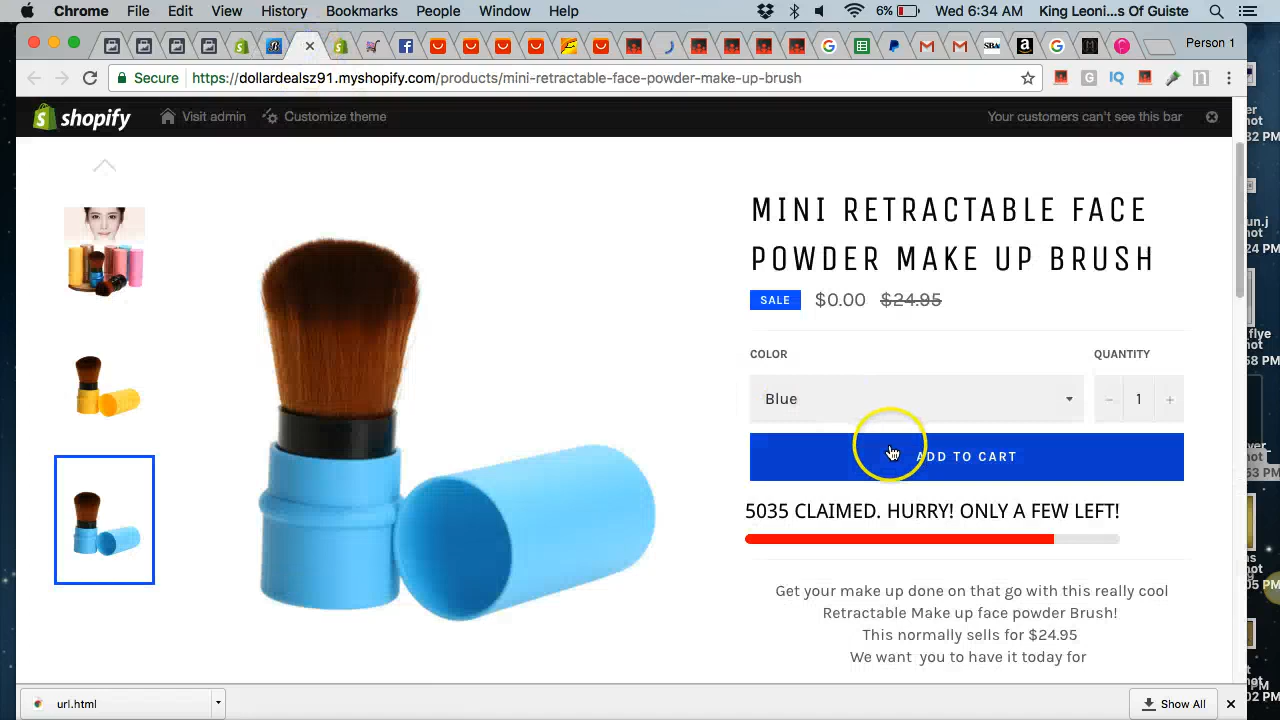 Chrome File Edit View History Bookmarks People Window Help 6% Wed 6:34 AM King Leoni...s Of Guiste
Person 1
Secure https://dollardealsz91.myshopify.com/products/mini-retractable-face-powder-make-up-brush
shopify Visit admin Customize theme Your customers can't see this bar
MINI RETRACTABLE FACE
POWDER MAKE UP BRUSH
SALE $0.00 $24.95
COLOR QUANTITY
Blue − 1 +
ADD TO CART
5035 CLAIMED. HURRY! ONLY A FEW LEFT!
Get your make up done on that go with this really cool
Retractable Make up face powder Brush!
This normally sells for $24.95
We want you to have it today for
url.html Show All